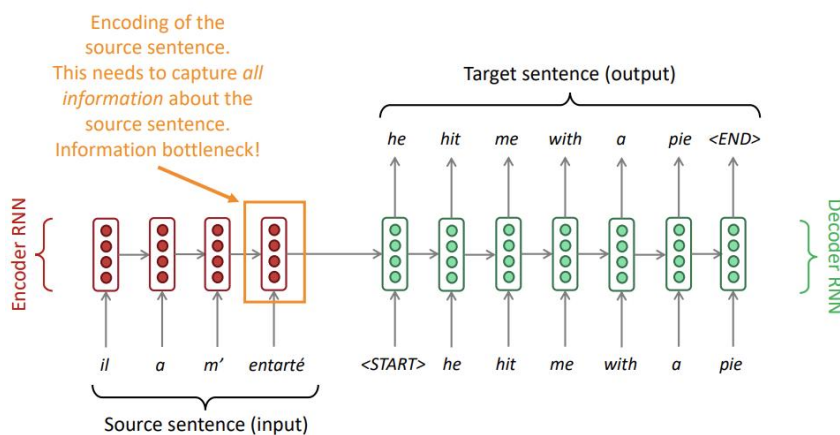 Encoding of the
source sentence.
This needs to capture all
information about the
source sentence.
Information bottleneck!
Target sentence (output)
he hit me with a pie <END>
Encoder RNN
Decoder RNN
il a m’ entarté <START> he hit me with a pie
Source sentence (input)